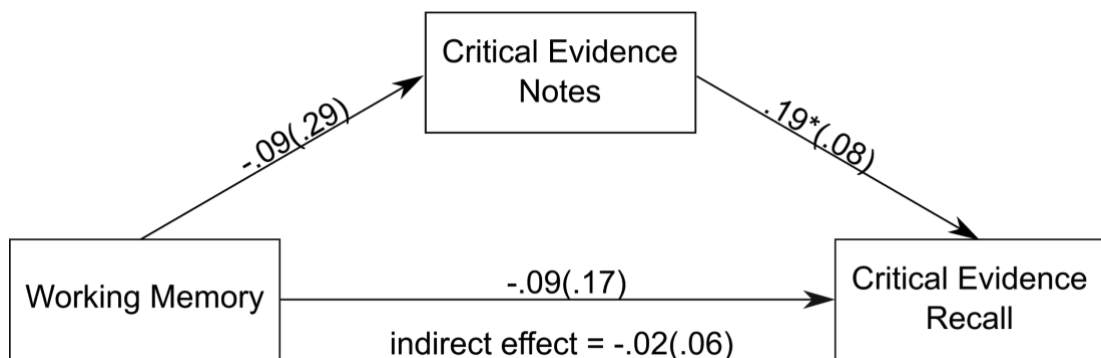 Critical Evidence
Notes
-.09(.29)
.19*(.08)
Working Memory
-.09(.17)
Critical Evidence
Recall
indirect effect = -.02(.06)